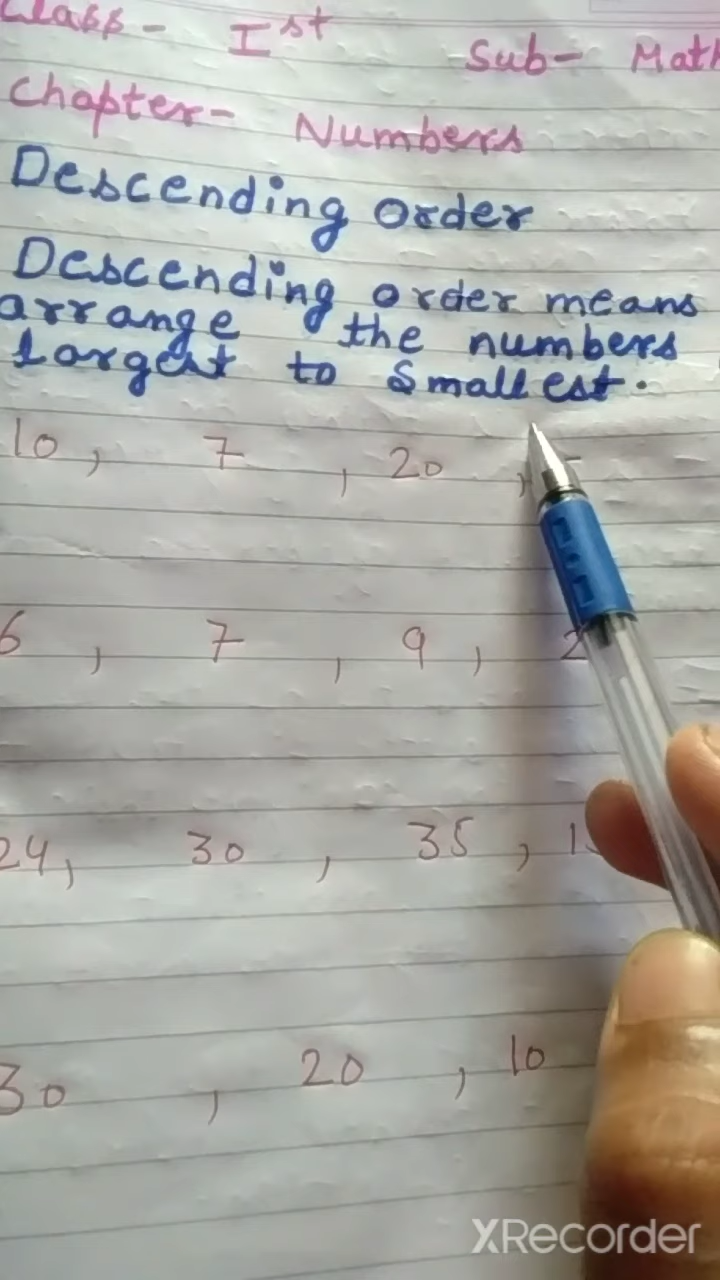 Class - Ist Sub- Math
Chapter- Numbers
Descending order
Descending order means
arrange the numbers
largest to smallest.
10, 7, 20,
6, 7, 9, 2
24, 30, 35,
30, 20, 10
XRecorder